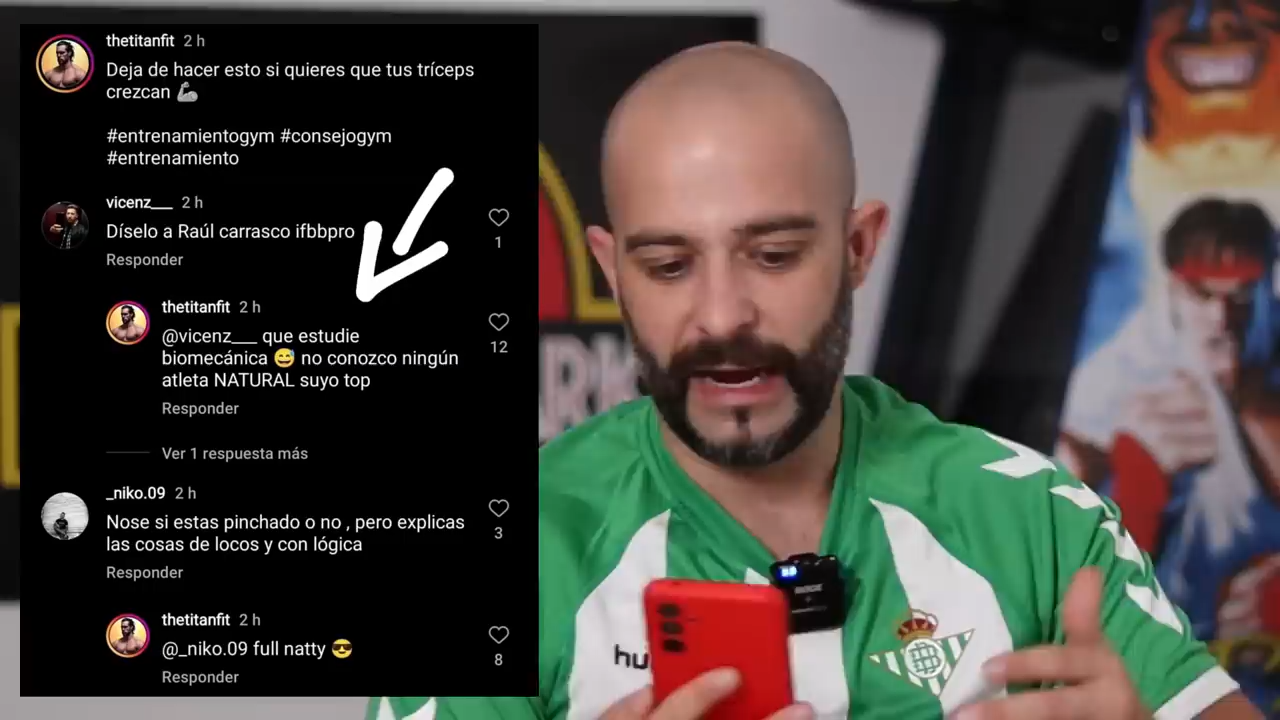 thetitanfit 2 h
Deja de hacer esto si quieres que tus tríceps
crezcan 💪
#entrenamientogym #consejogym
#entrenamiento
vicenz___ 2 h
Díselo a Raúl carrasco ifbbpro
1
Responder
thetitanfit 2 h
@vicenz___ que estudie
biomecánica 😅 no conozco ningún
12
atleta NATURAL suyo top
Responder
Ver 1 respuesta más
_niko.09 2 h
Nose si estas pinchado o no , pero explicas
3
las cosas de locos y con lógica
Responder
thetitanfit 2 h
@_niko.09 full natty 😎
8
Responder
RODE
hu